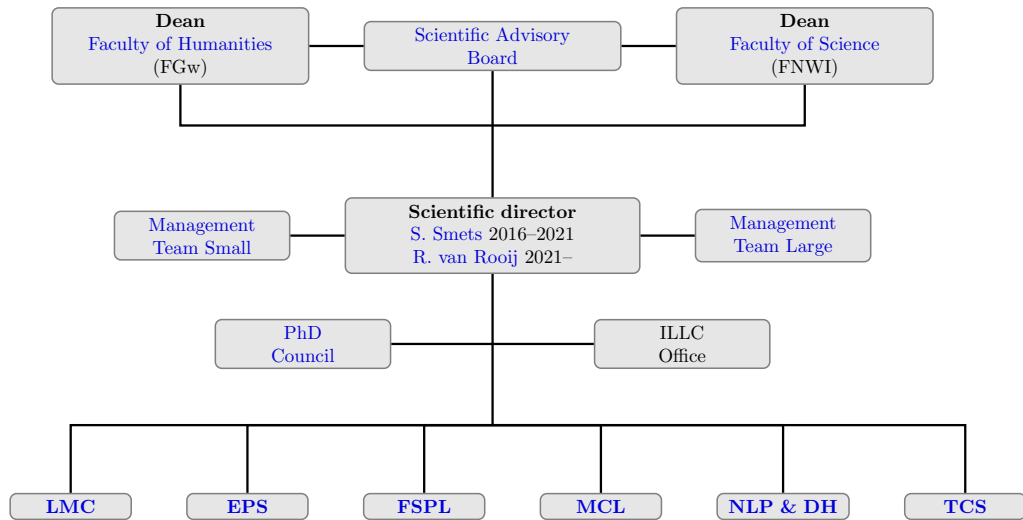 Dean
Faculty of Humanities
(FGw)
Scientific Advisory
Board
Dean
Faculty of Science
(FNWI)
Management
Team Small
Scientific director
S. Smets 2016–2021
R. van Rooij 2021–
Management
Team Large
PhD
Council
ILLC
Office
LMC
EPS
FSPL
MCL
NLP & DH
TCS